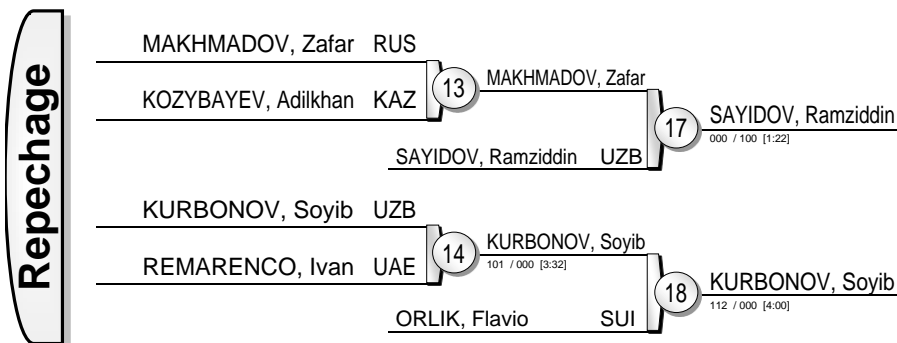 Repechage
MAKHMADOV, Zafar RUS
KOZYBAYEV, Adilkhan KAZ
13
MAKHMADOV, Zafar
SAYIDOV, Ramziddin UZB
17
SAYIDOV, Ramziddin
000 / 100 [1:22]
KURBONOV, Soyib UZB
REMARENCO, Ivan UAE
14
KURBONOV, Soyib
101 / 000 [3:32]
ORLIK, Flavio SUI
18
KURBONOV, Soyib
112 / 000 [4:00]